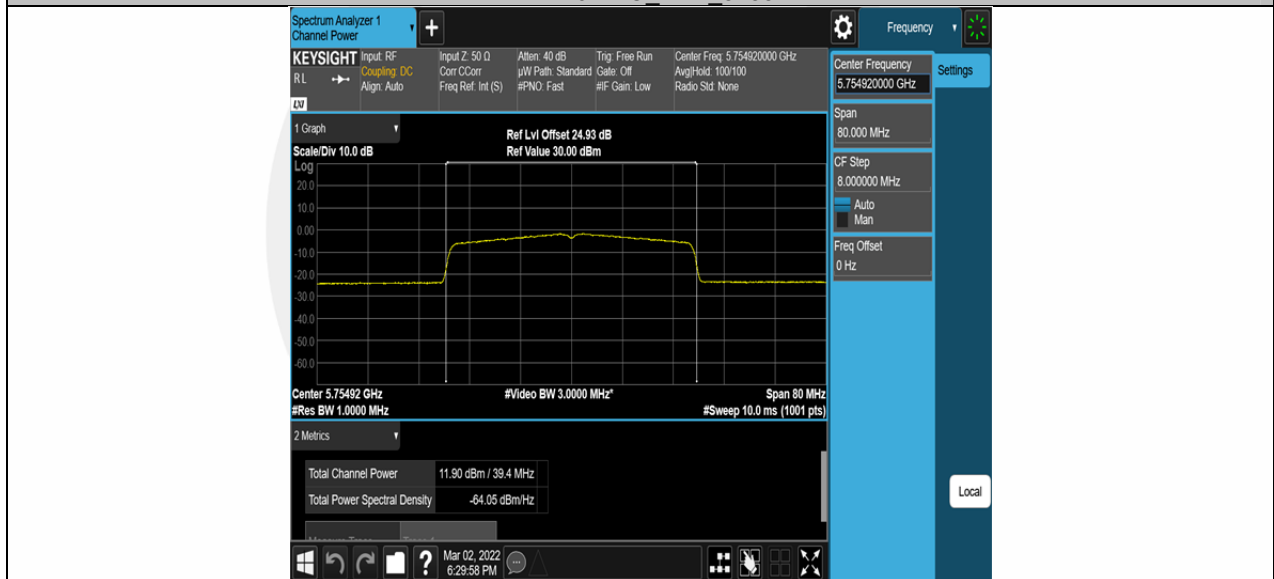 Spectrum Analyzer 1
Channel Power
+
Frequency
KEYSIGHT
RL
LXI
Input: RF
Coupling: DC
Align: Auto
Input Z: 50 Ω
Corr CCorr
Freq Ref: Int (S)
Atten: 40 dB
µW Path: Standard
#PNO: Fast
Trig: Free Run
Gate: Off
#IF Gain: Low
Center Freq: 5.754920000 GHz
Avg|Hold: 100/100
Radio Std: None
Center Frequency
5.754920000 GHz
Settings
Span
80.000 MHz
CF Step
8.000000 MHz
Auto
Man
Freq Offset
0 Hz
Local
1 Graph
Scale/Div 10.0 dB
Ref Lvl Offset 24.93 dB
Ref Value 30.00 dBm
Log
20.0
10.0
0.00
-10.0
-20.0
-30.0
-40.0
-50.0
-60.0
Center 5.75492 GHz
#Video BW 3.0000 MHz*
Span 80 MHz
#Res BW 1.0000 MHz
#Sweep 10.0 ms (1001 pts)
2 Metrics
Total Channel Power 11.90 dBm / 39.4 MHz
Total Power Spectral Density -64.05 dBm/Hz
?
Mar 02, 2022
6:29:58 PM